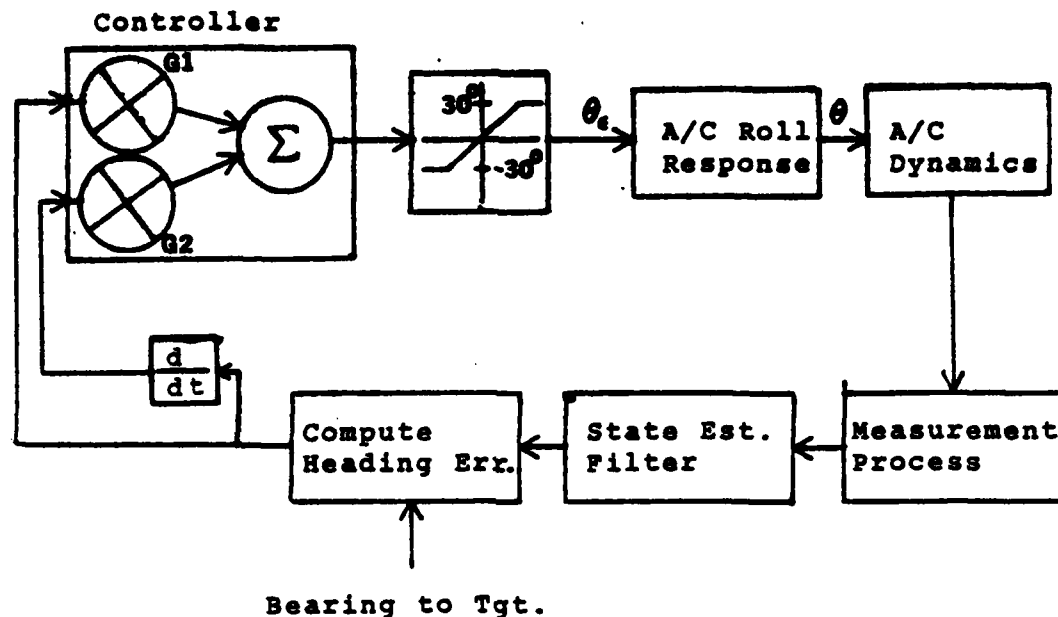 Controller
G1
G2
Σ
30°
-30°
θ
A/C Roll
Response
θ
A/C
Dynamics
d
dt
Compute
Heading Err.
State Est.
Filter
Measurement
Process
Bearing to Tgt.